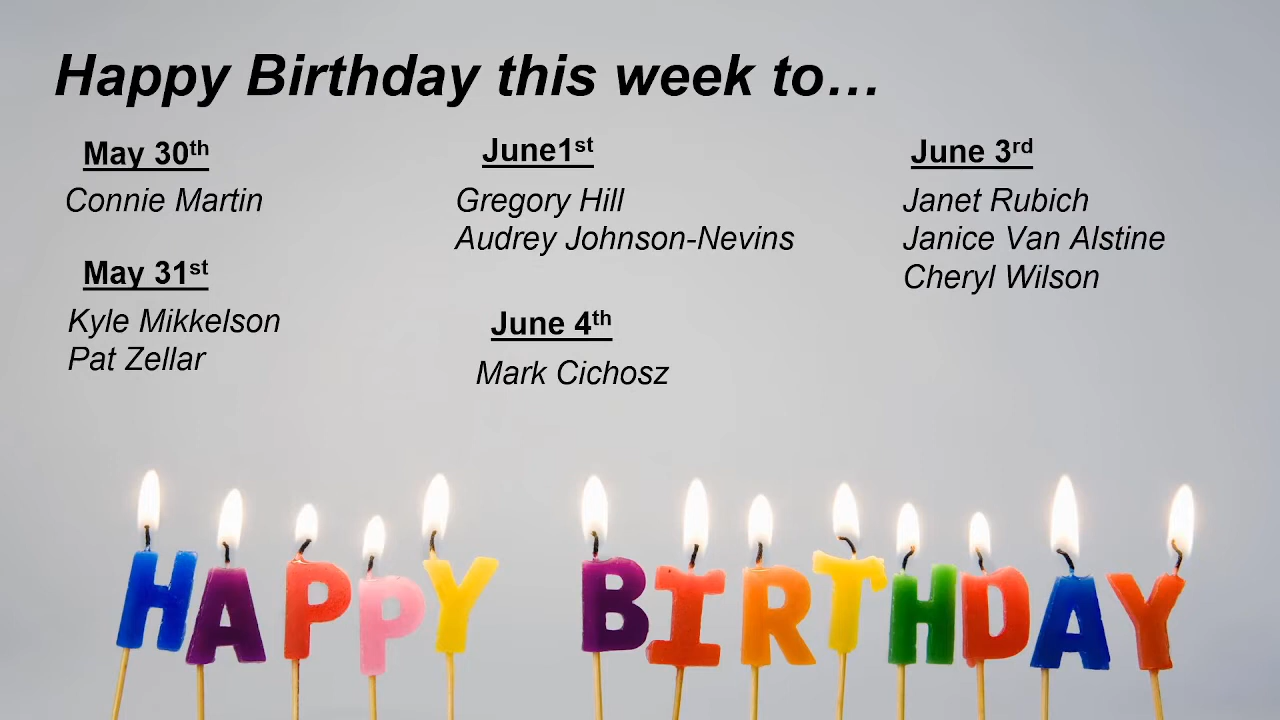 Happy Birthday this week to…
May 30th
Connie Martin
May 31st
Kyle Mikkelson
Pat Zellar
June1st
Gregory Hill
Audrey Johnson-Nevins
June 4th
Mark Cichosz
June 3rd
Janet Rubich
Janice Van Alstine
Cheryl Wilson
HAPPY BIRTHDAY